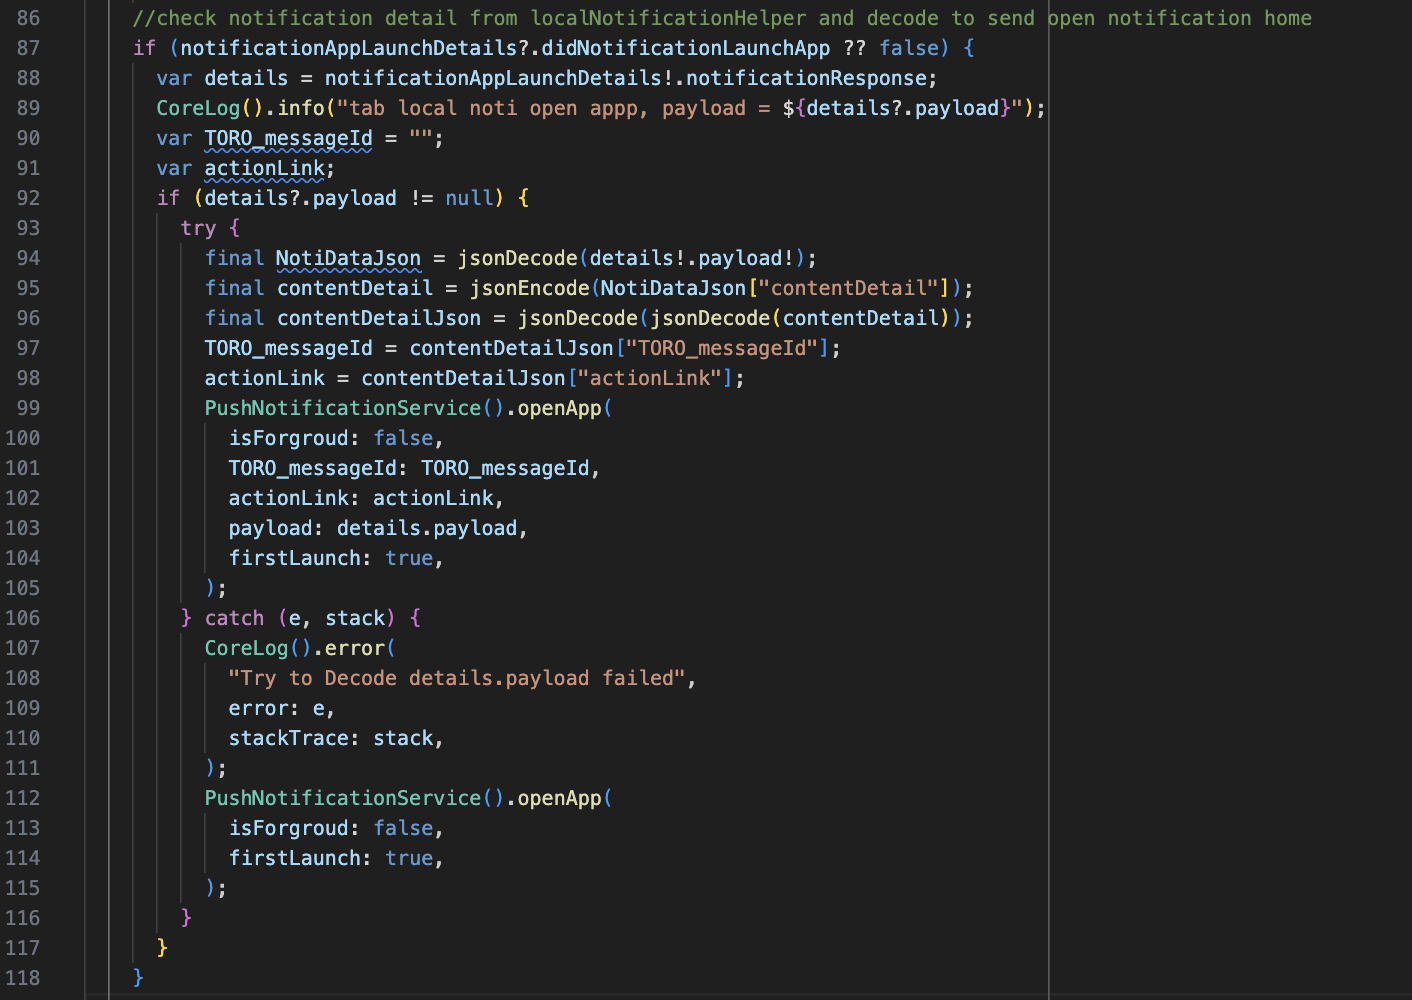 86 //check notification detail from localNotificationHelper and decode to send open notification home
87 if (notificationAppLaunchDetails?.didNotificationLaunchApp ?? false) {
88 var details = notificationAppLaunchDetails!.notificationResponse;
89 CoreLog().info("tab local noti open appp, payload = ${details?.payload}");
90 var TORO_messageId = "";
91 var actionLink;
92 if (details?.payload != null) {
93 try {
94 final NotiDataJson = jsonDecode(details!.payload!);
95 final contentDetail = jsonEncode(NotiDataJson["contentDetail"]);
96 final contentDetailJson = jsonDecode(jsonDecode(contentDetail));
97 TORO_messageId = contentDetailJson["TORO_messageId"];
98 actionLink = contentDetailJson["actionLink"];
99 PushNotificationService().openApp(
100 isForgroud: false,
101 TORO_messageId: TORO_messageId,
102 actionLink: actionLink,
103 payload: details.payload,
104 firstLaunch: true,
105 );
106 } catch (e, stack) {
107 CoreLog().error(
108 "Try to Decode details.payload failed",
109 error: e,
110 stackTrace: stack,
111 );
112 PushNotificationService().openApp(
113 isForgroud: false,
114 firstLaunch: true,
115 );
116 }
117 }
118 }